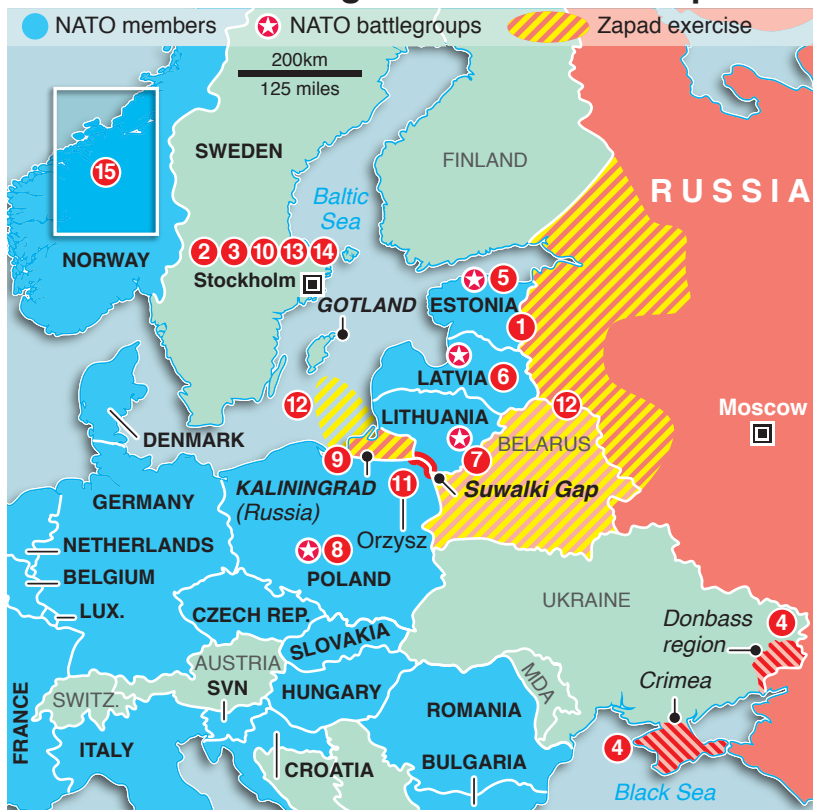 NATO members
NATO battlegroups
Zapad exercise
200km
125 miles
SWEDEN
FINLAND
RUSSIA
15
Baltic
Sea
NORWAY
2 3 10 13 14
Stockholm
GOTLAND
5
ESTONIA
1
LATVIA 6
12
LITHUANIA
12
Moscow
DENMARK
BELARUS
9
7
KALININGRAD
(Russia)
11
Suwalki Gap
GERMANY
Orzysz
NETHERLANDS
8
BELGIUM
POLAND
LUX.
CZECH REP.
UKRAINE
Donbass
region
4
SLOVAKIA
AUSTRIA
SVN
SWITZ.
HUNGARY
MDA
Crimea
FRANCE
ROMANIA
ITALY
4
CROATIA
BULGARIA
Black Sea